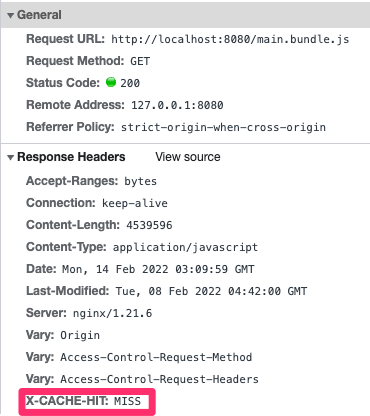 General
Request URL: http://localhost:8080/main.bundle.js
Request Method: GET
Status Code: 200
Remote Address: 127.0.0.1:8080
Referrer Policy: strict-origin-when-cross-origin
Response Headers View source
Accept-Ranges: bytes
Connection: keep-alive
Content-Length: 4539596
Content-Type: application/javascript
Date: Mon, 14 Feb 2022 03:09:59 GMT
Last-Modified: Tue, 08 Feb 2022 04:42:00 GMT
Server: nginx/1.21.6
Vary: Origin
Vary: Access-Control-Request-Method
Vary: Access-Control-Request-Headers
X-CACHE-HIT: MISS